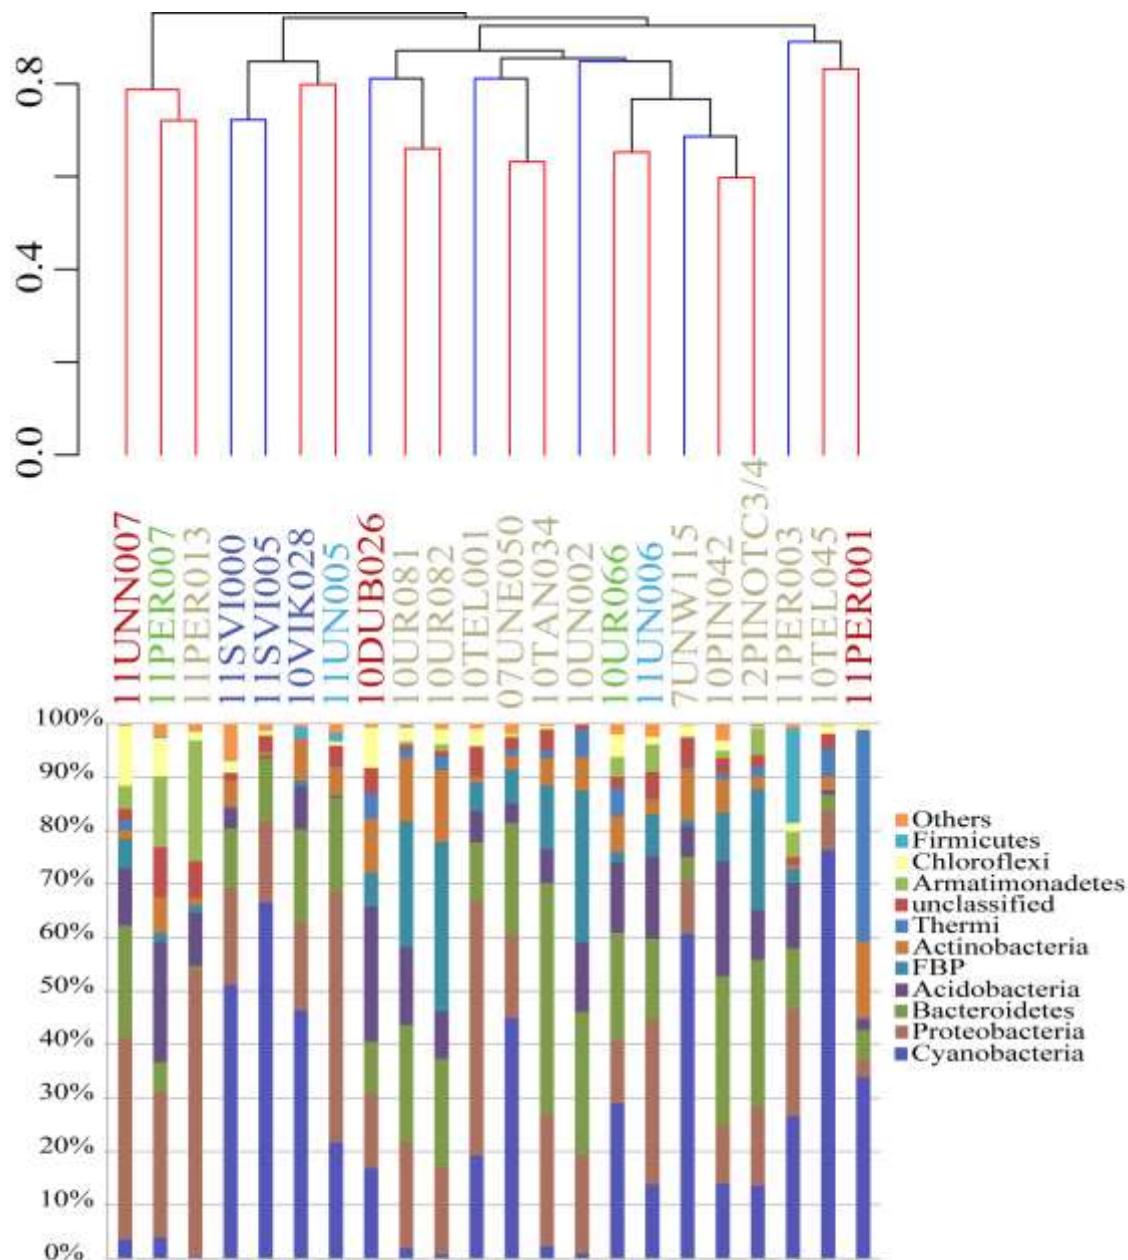 0.8
0.4
0.0
11UNN007
11PER007
11PER013
11SVI000
11SVI005
10VIK028
11UN005
10DUB026
10UR081
10UR082
10TEL001
07UNE050
10TAN034
10UN002
10UR066
11UN006
7UNW115
10PIN042
12PINOTC3/4
11PER003
10TEL045
11PER001
100%
90%
80%
70%
60%
50%
40%
30%
20%
10%
0%
Others
Firmicutes
Chloroflexi
Armatimonadetes
unclassified
Thermi
Actinobacteria
FBP
Acidobacteria
Bacteroidetes
Proteobacteria
Cyanobacteria